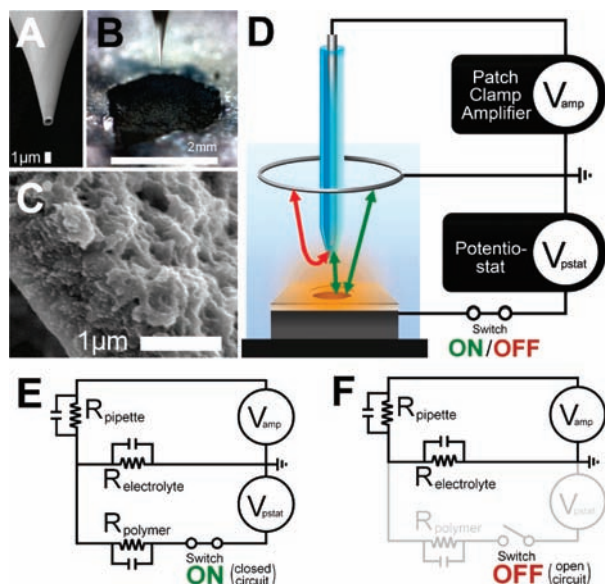 A
1µm
B
2mm
C
1µm
D
Patch
Clamp
Amplifier
Vamp
Potentio-
stat
Vpstat
Switch
ON/OFF
E
Rpipette
Vamp
Relectrolyte
Rpolymer
Vpstat
Switch
ON (closed circuit)
F
Rpipette
Vamp
Relectrolyte
Rpolymer
Vpstat
Switch
OFF (open circuit)